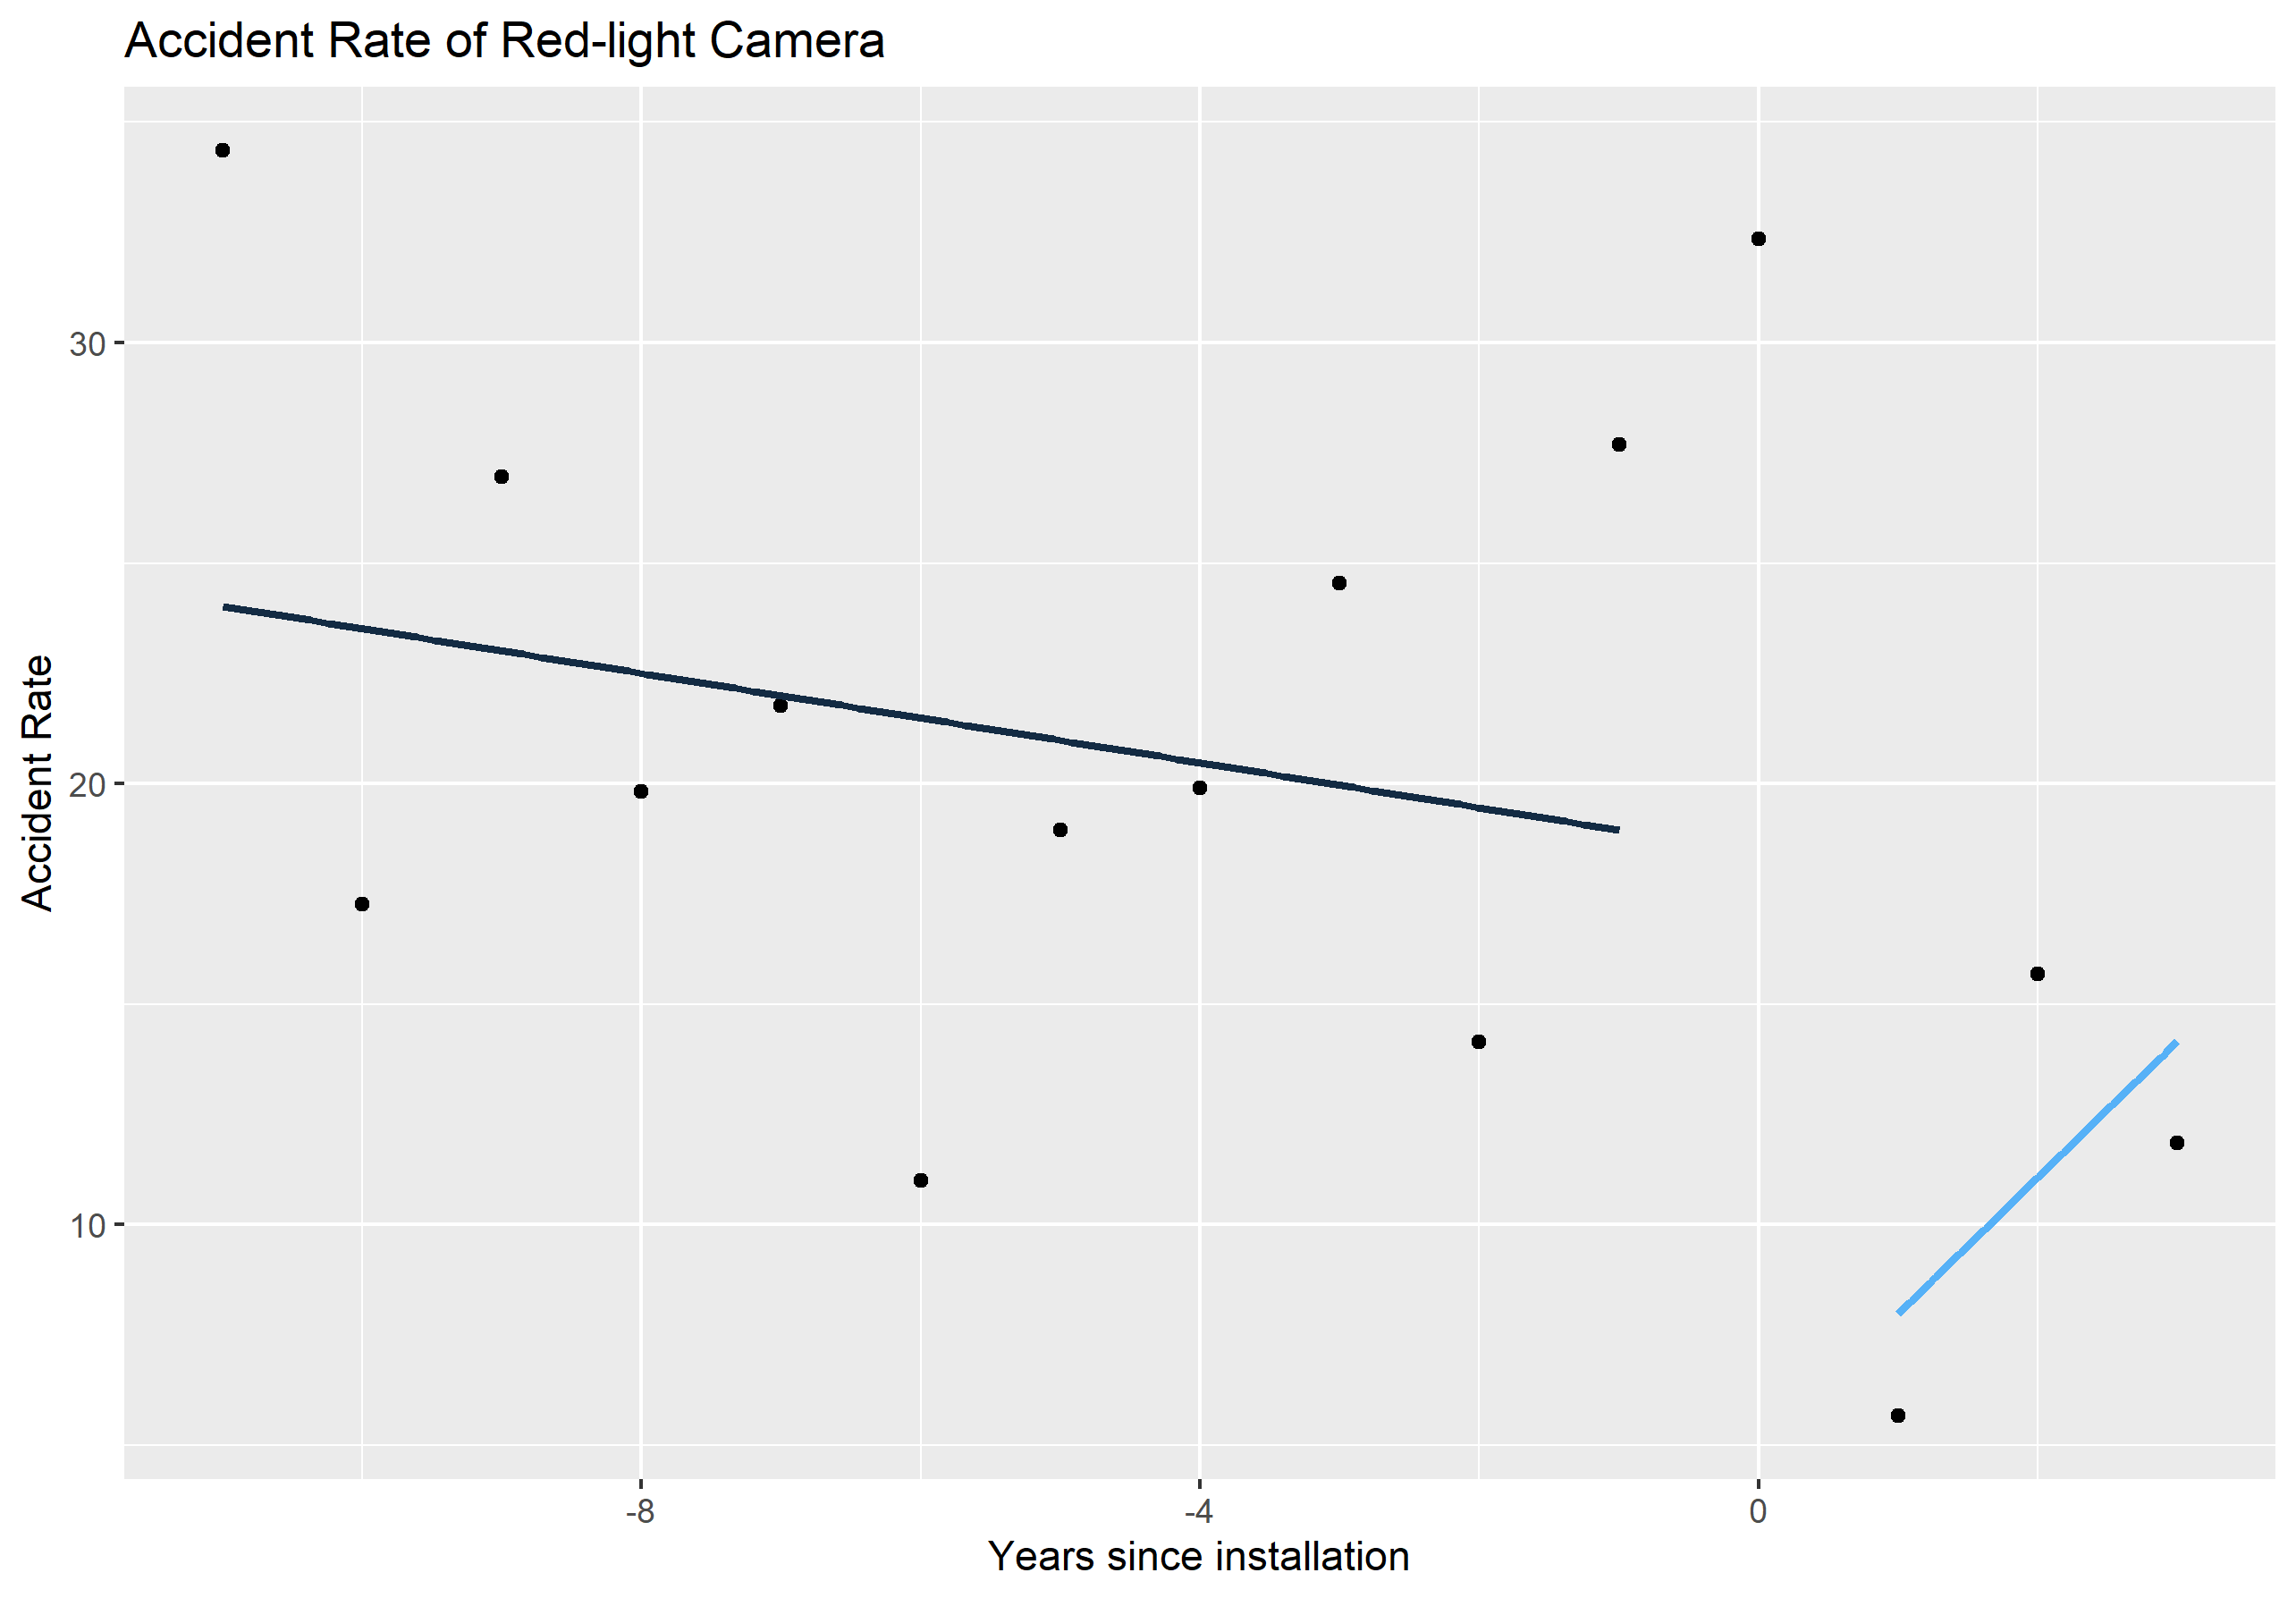 Accident Rate of Red-light Camera
30
20
10
Accident Rate
-8
-4
0
Years since installation